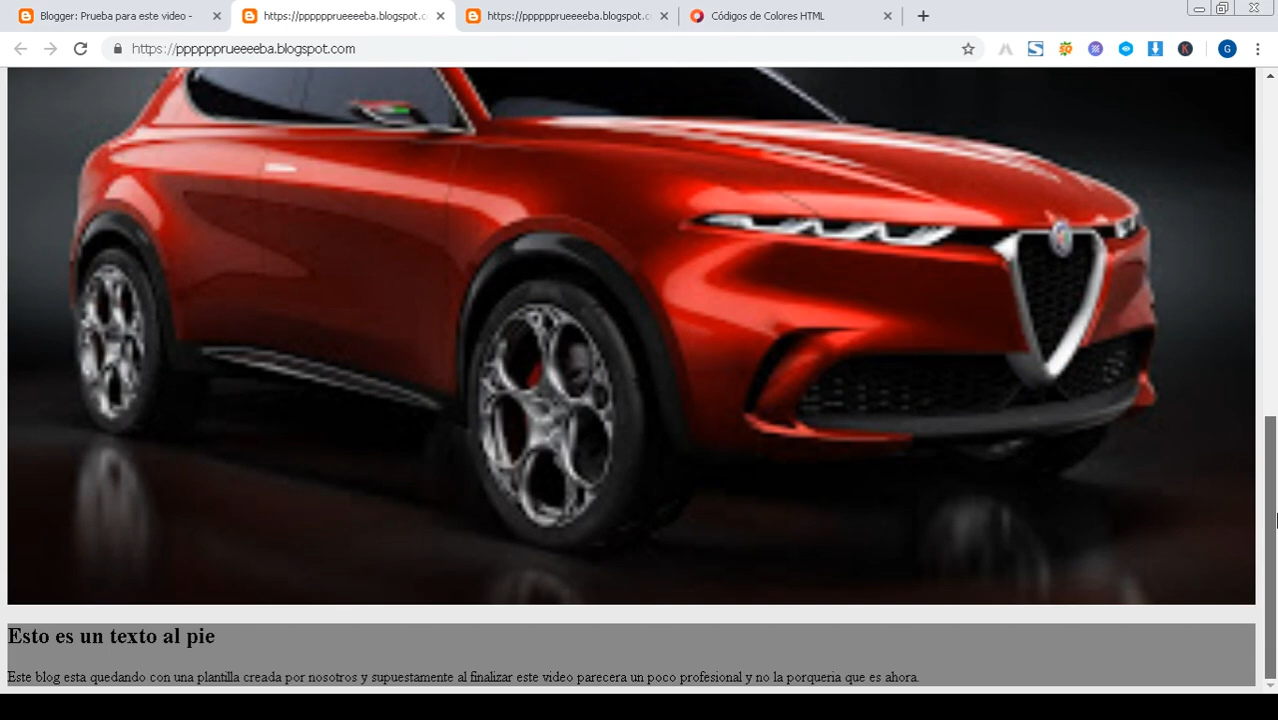 Blogger: Prueba para este video -
https://pppppprueeeeba.blogspot.c
https://pppppprueeeeba.blogspot.c
Códigos de Colores HTML
https://pppppprueeeeba.blogspot.com
G
Esto es un texto al pie
Este blog esta quedando con una plantilla creada por nosotros y supuestamente al finalizar este video parecera un poco profesional y no la porqueria que es ahora.